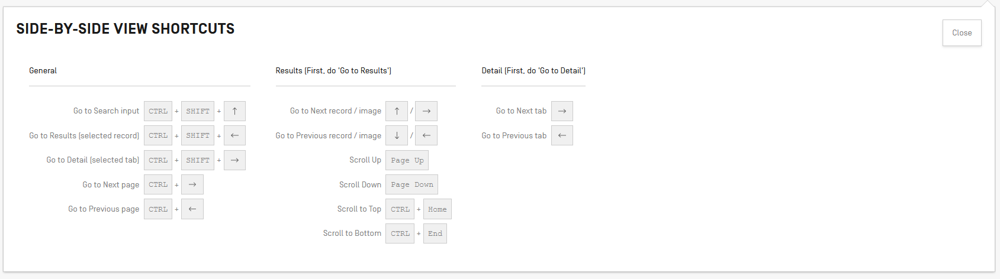 SIDE-BY-SIDE VIEW SHORTCUTS
Close
General
Go to Search input CTRL + SHIFT + ↑
Go to Results (selected record) CTRL + SHIFT + ←
Go to Detail (selected tab) CTRL + SHIFT + →
Go to Next page CTRL + →
Go to Previous page CTRL + ←
Results (First, do 'Go to Results')
Go to Next record / image ↑ / →
Go to Previous record / image ↓ / ←
Scroll Up Page Up
Scroll Down Page Down
Scroll to Top CTRL + Home
Scroll to Bottom CTRL + End
Detail (First, do 'Go to Detail')
Go to Next tab →
Go to Previous tab ←